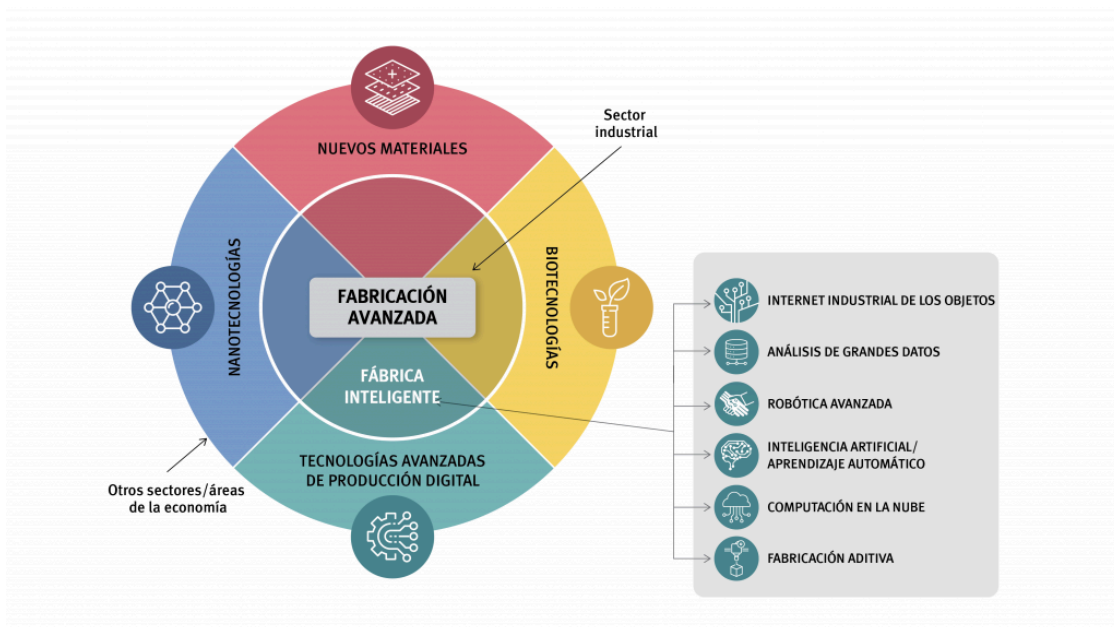 Sector
industrial
NUEVOS MATERIALES
NANOTECNOLOGÍAS
BIOTECNOLOGÍAS
FABRICACIÓN
AVANZADA
FÁBRICA
INTELIGENTE
TECNOLOGÍAS AVANZADAS
DE PRODUCCIÓN DIGITAL
Otros sectores/áreas
de la economía
INTERNET INDUSTRIAL DE LOS OBJETOS
ANÁLISIS DE GRANDES DATOS
ROBÓTICA AVANZADA
INTELIGENCIA ARTIFICIAL/
APRENDIZAJE AUTOMÁTICO
COMPUTACIÓN EN LA NUBE
FABRICACIÓN ADITIVA